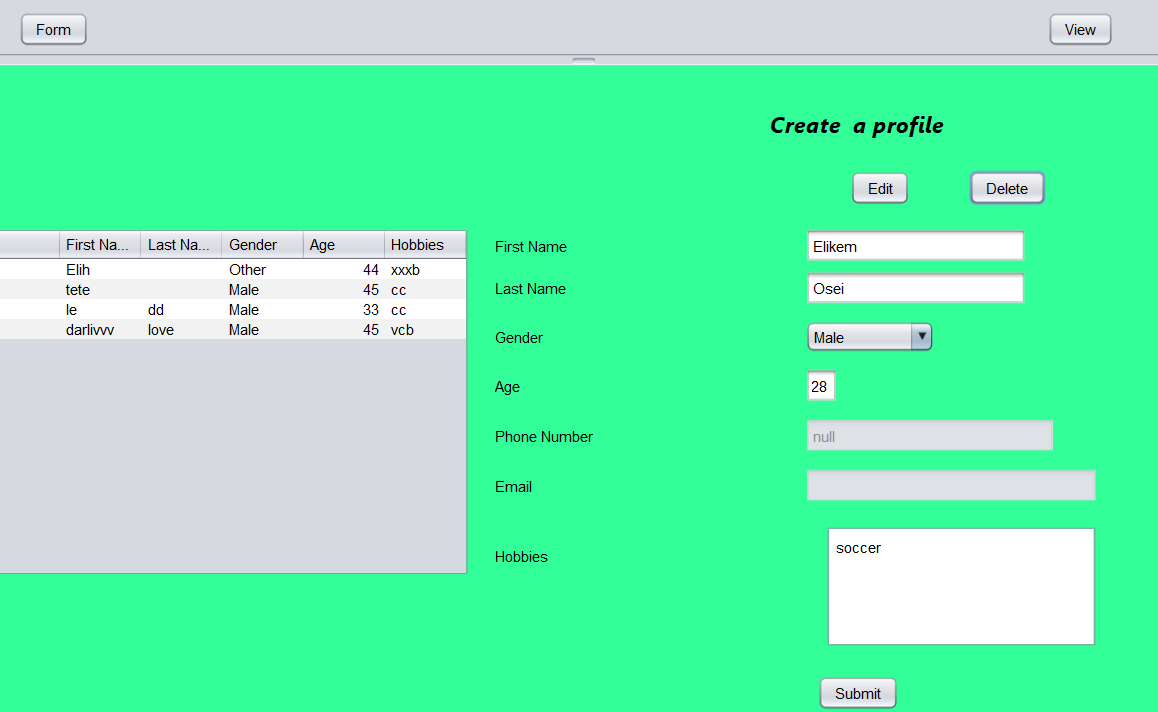 Form View
Create a profile
Edit Delete
First Na... Last Na... Gender Age Hobbies
Elih Other 44 xxxb
tete Male 45 cc
le dd Male 33 cc
darlivvv love Male 45 vcb
First Name Elikem
Last Name Osei
Gender Male
Age 28
Phone Number null
Email
Hobbies soccer
Submit